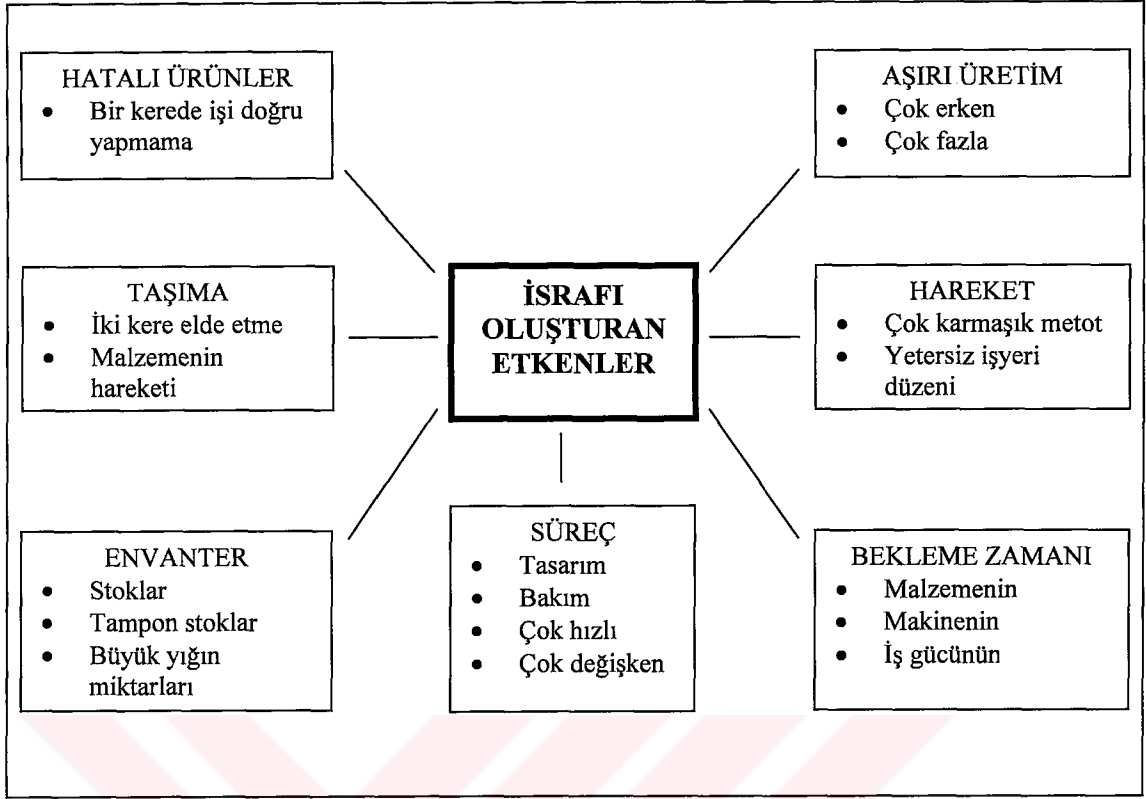 HATALI ÜRÜNLER
• Bir kerede işi doğru
yapmama
AŞIRI ÜRETİM
• Çok erken
• Çok fazla
TAŞIMA
• İki kere elde etme
• Malzemenin
hareketi
İSRAFI
OLUŞTURAN
ETKENLER
HAREKET
• Çok karmaşık metot
• Yetersiz işyeri
düzeni
ENVANTER
• Stoklar
• Tampon stoklar
• Büyük yığın
miktarları
SÜREÇ
• Tasarım
• Bakım
• Çok hızlı
• Çok değişken
BEKLEME ZAMANI
• Malzemenin
• Makinenin
• İş gücünün